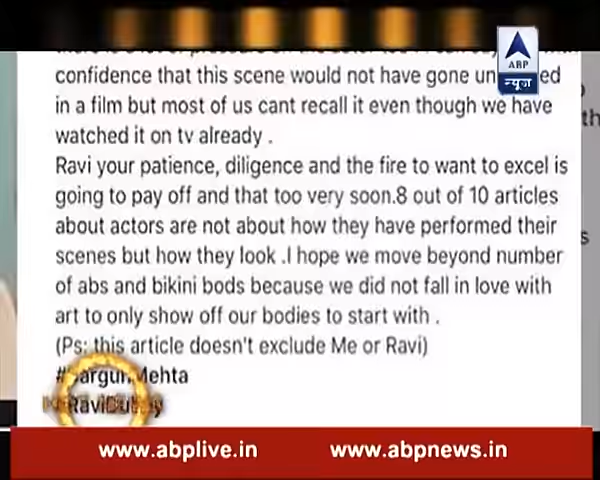 confidence that this scene would not have gone
in a film but most of us cant recall it even though we have
watched it on tv already .
Ravi your patience, diligence and the fire to want to excel is
going to pay off and that too very soon.8 out of 10 articles
about actors are not about how they have performed their
scenes but how they look .I hope we move beyond number
of abs and bikini bods because we did not fall in love with
art to only show off our bodies to start with .
(Ps: this article doesn't exclude Me or Ravi)
#SargunMehta
ABP
न्यूज़
www.abplive.in
www.abpnews.in